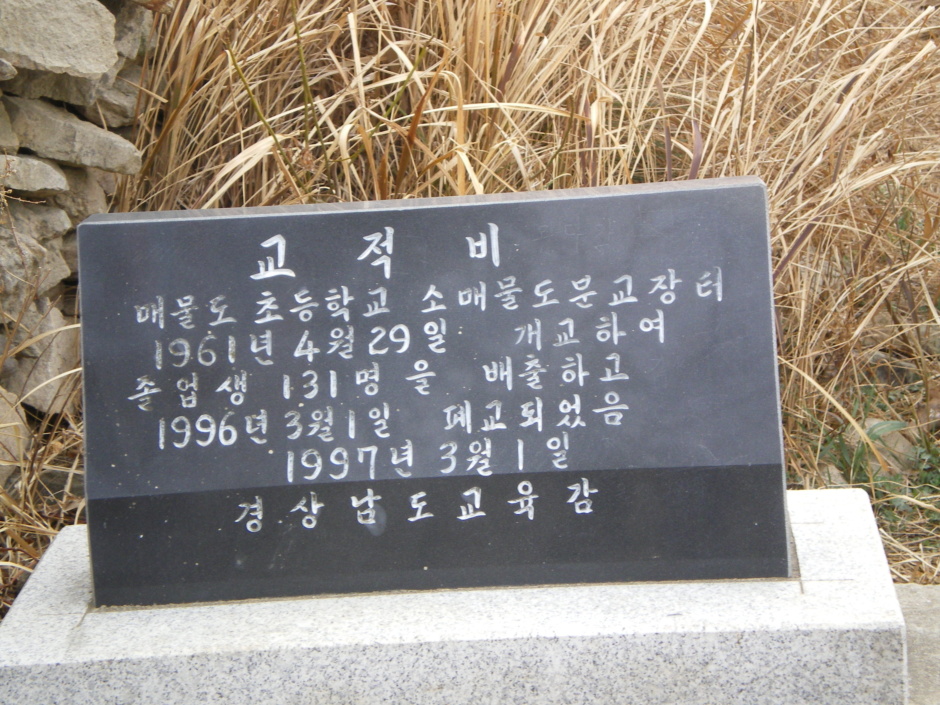 교적비
매물도 초등학교 소매물도분교장터
1961년 4월 29일 개교하여
졸업생 131명을 배출하고
1996년 3월 1일 폐교되었음
1997년 3월 1일
경상남도교육감